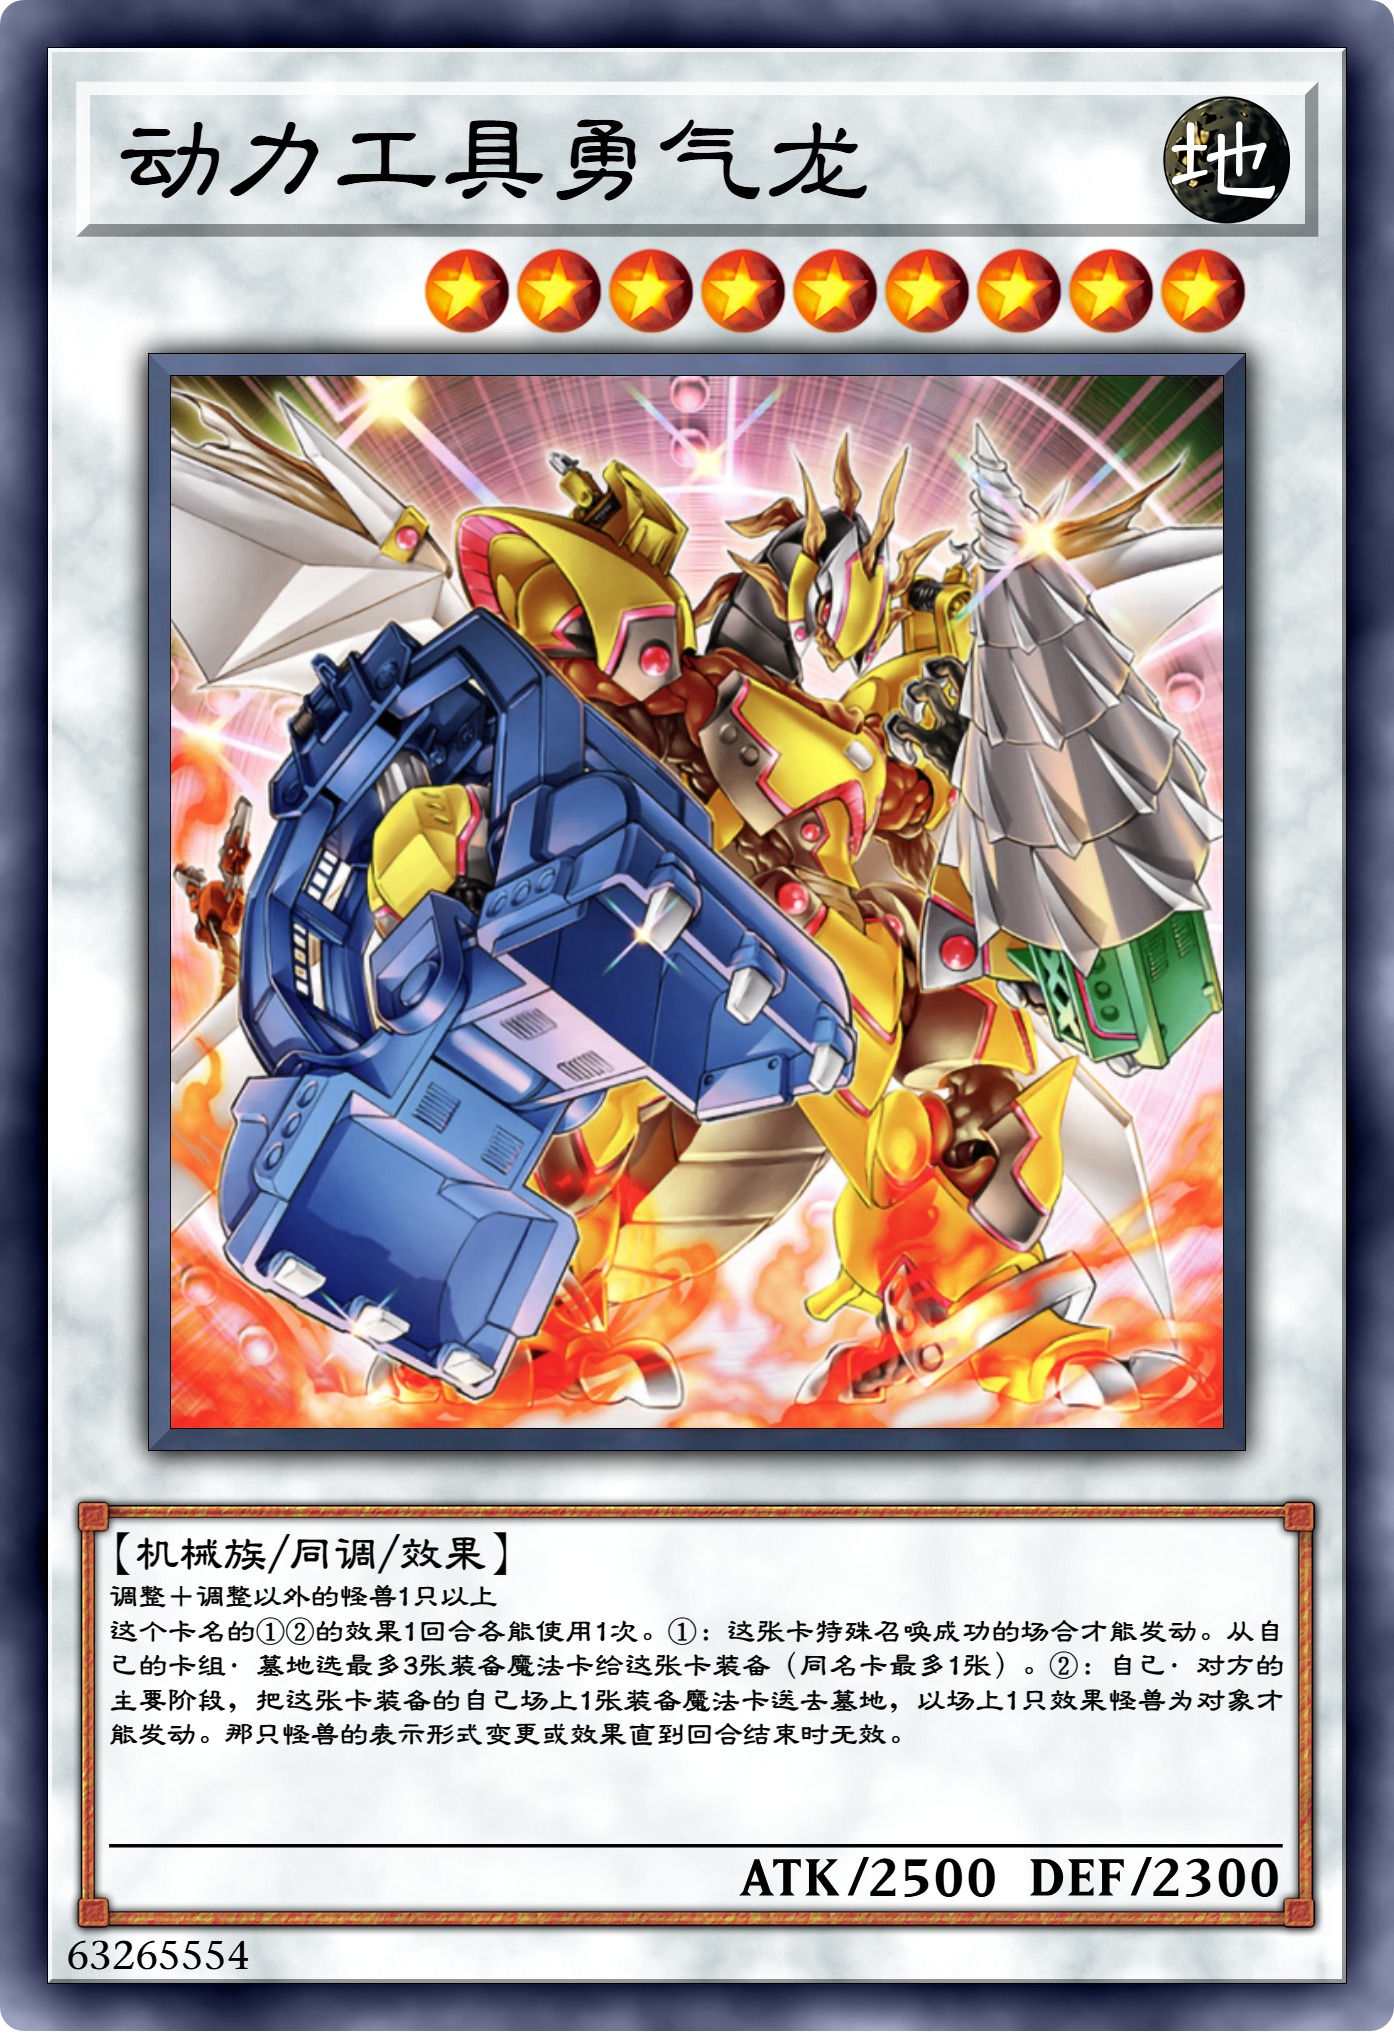 动力工具勇气龙
地
【机械族/同调/效果】
调整＋调整以外的怪兽1只以上
这个卡名的①②的效果1回合各能使用1次。①：这张卡特殊召唤成功的场合才能发动。从自
己的卡组·墓地选最多3张装备魔法卡给这张卡装备（同名卡最多1张）。②：自己·对方的
主要阶段，把这张卡装备的自己场上1张装备魔法卡送去墓地，以场上1只效果怪兽为对象才
能发动。那只怪兽的表示形式变更或效果直到回合结束时无效。
ATK/2500 DEF/2300
63265554